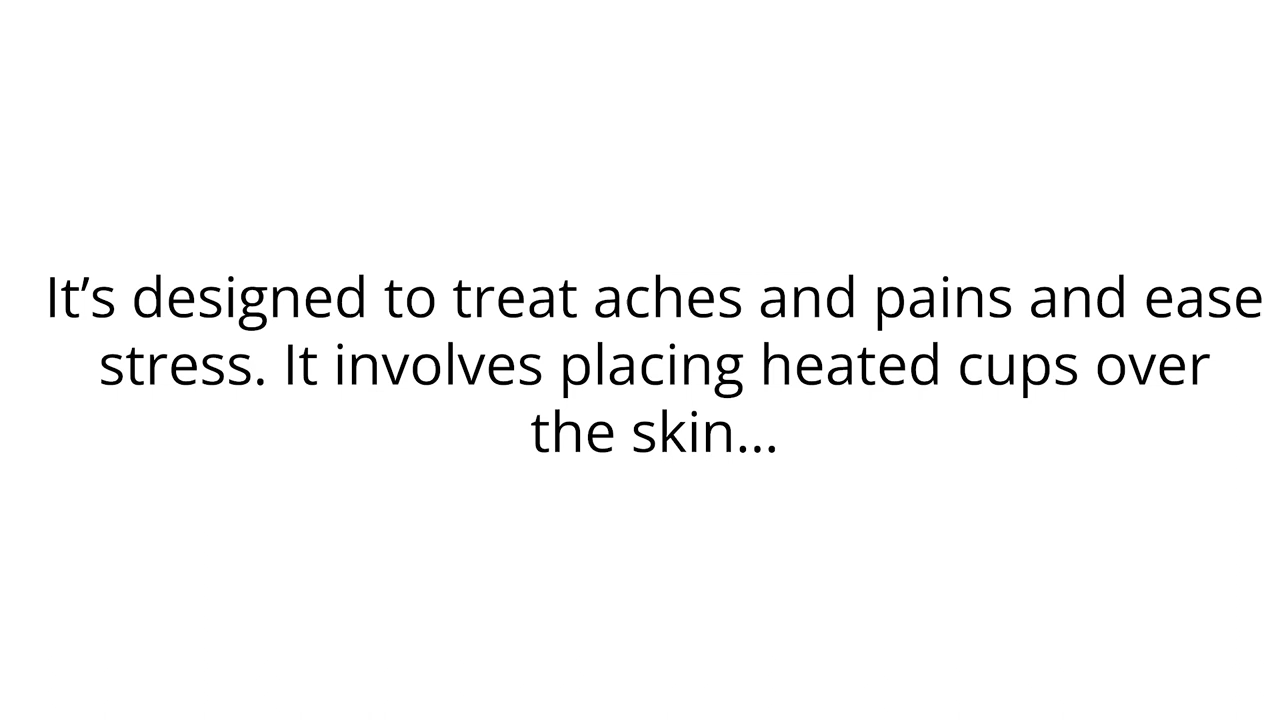 It’s designed to treat aches and pains and ease
stress. It involves placing heated cups over
the skin...